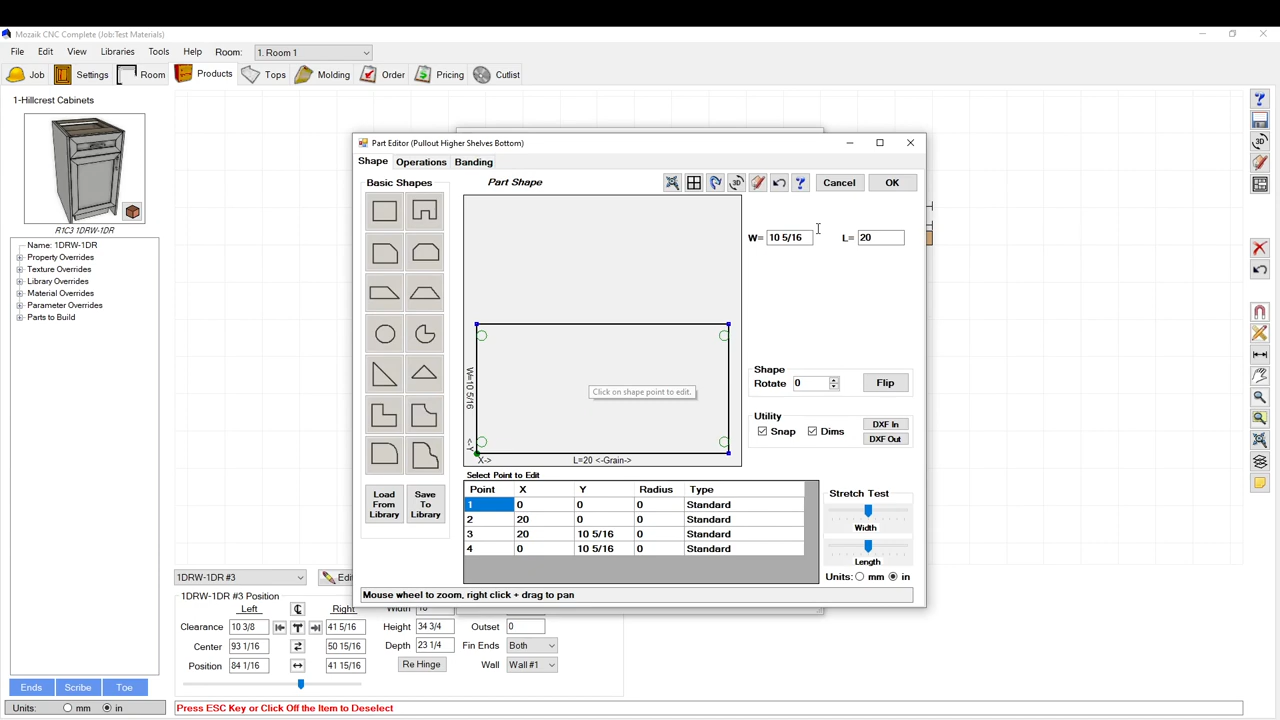 Mozaik CNC Complete (Job:Test Materials)
File Edit Views Libraries Tools Help Room: 1. Room 1
Job Settings Room Products Tops Molding Order Pricing Cutlist
1-Hillcrest Cabinets
R1C3 1DRW-1DR
Name: 1DRW-1DR
Property Overrides
Texture Overrides
Library Overrides
Material Overrides
Parameter Overrides
Parts to Build
Part Editor (Pullout Higher Shelves Bottom)
Shape Operations Banding
Basic Shapes
Part Shape
3D
Cancel OK
W= 10 5/16 L= 20
W=10 5/16
<-Y
X-> L=20 <-Grain->
Click on shape point to edit.
Shape
Rotate 0 Flip
Utility
Snap Dims DXF In
DXF Out
Load From Library
Save To Library
Select Point to Edit
Point X Y Radius Type
1 0 0 0 Standard
2 20 0 0 Standard
3 20 10 5/16 0 Standard
4 0 10 5/16 0 Standard
Stretch Test
Width
Length
Units: mm in
Mouse wheel to zoom, right click + drag to pan
3D
1DRW-1DR #3
1DRW-1DR #3 Position
Left Right
Clearance 10 3/8 41 5/16
Center 93 1/16 50 15/16
Position 84 1/16 41 15/16
Height 34 3/4 Outset 0
Depth 23 1/4 Fin Ends Both
Re Hinge Wall Wall #1
Ends Scribe Toe
Units: mm in
Press ESC Key or Click Off the Item to Deselect